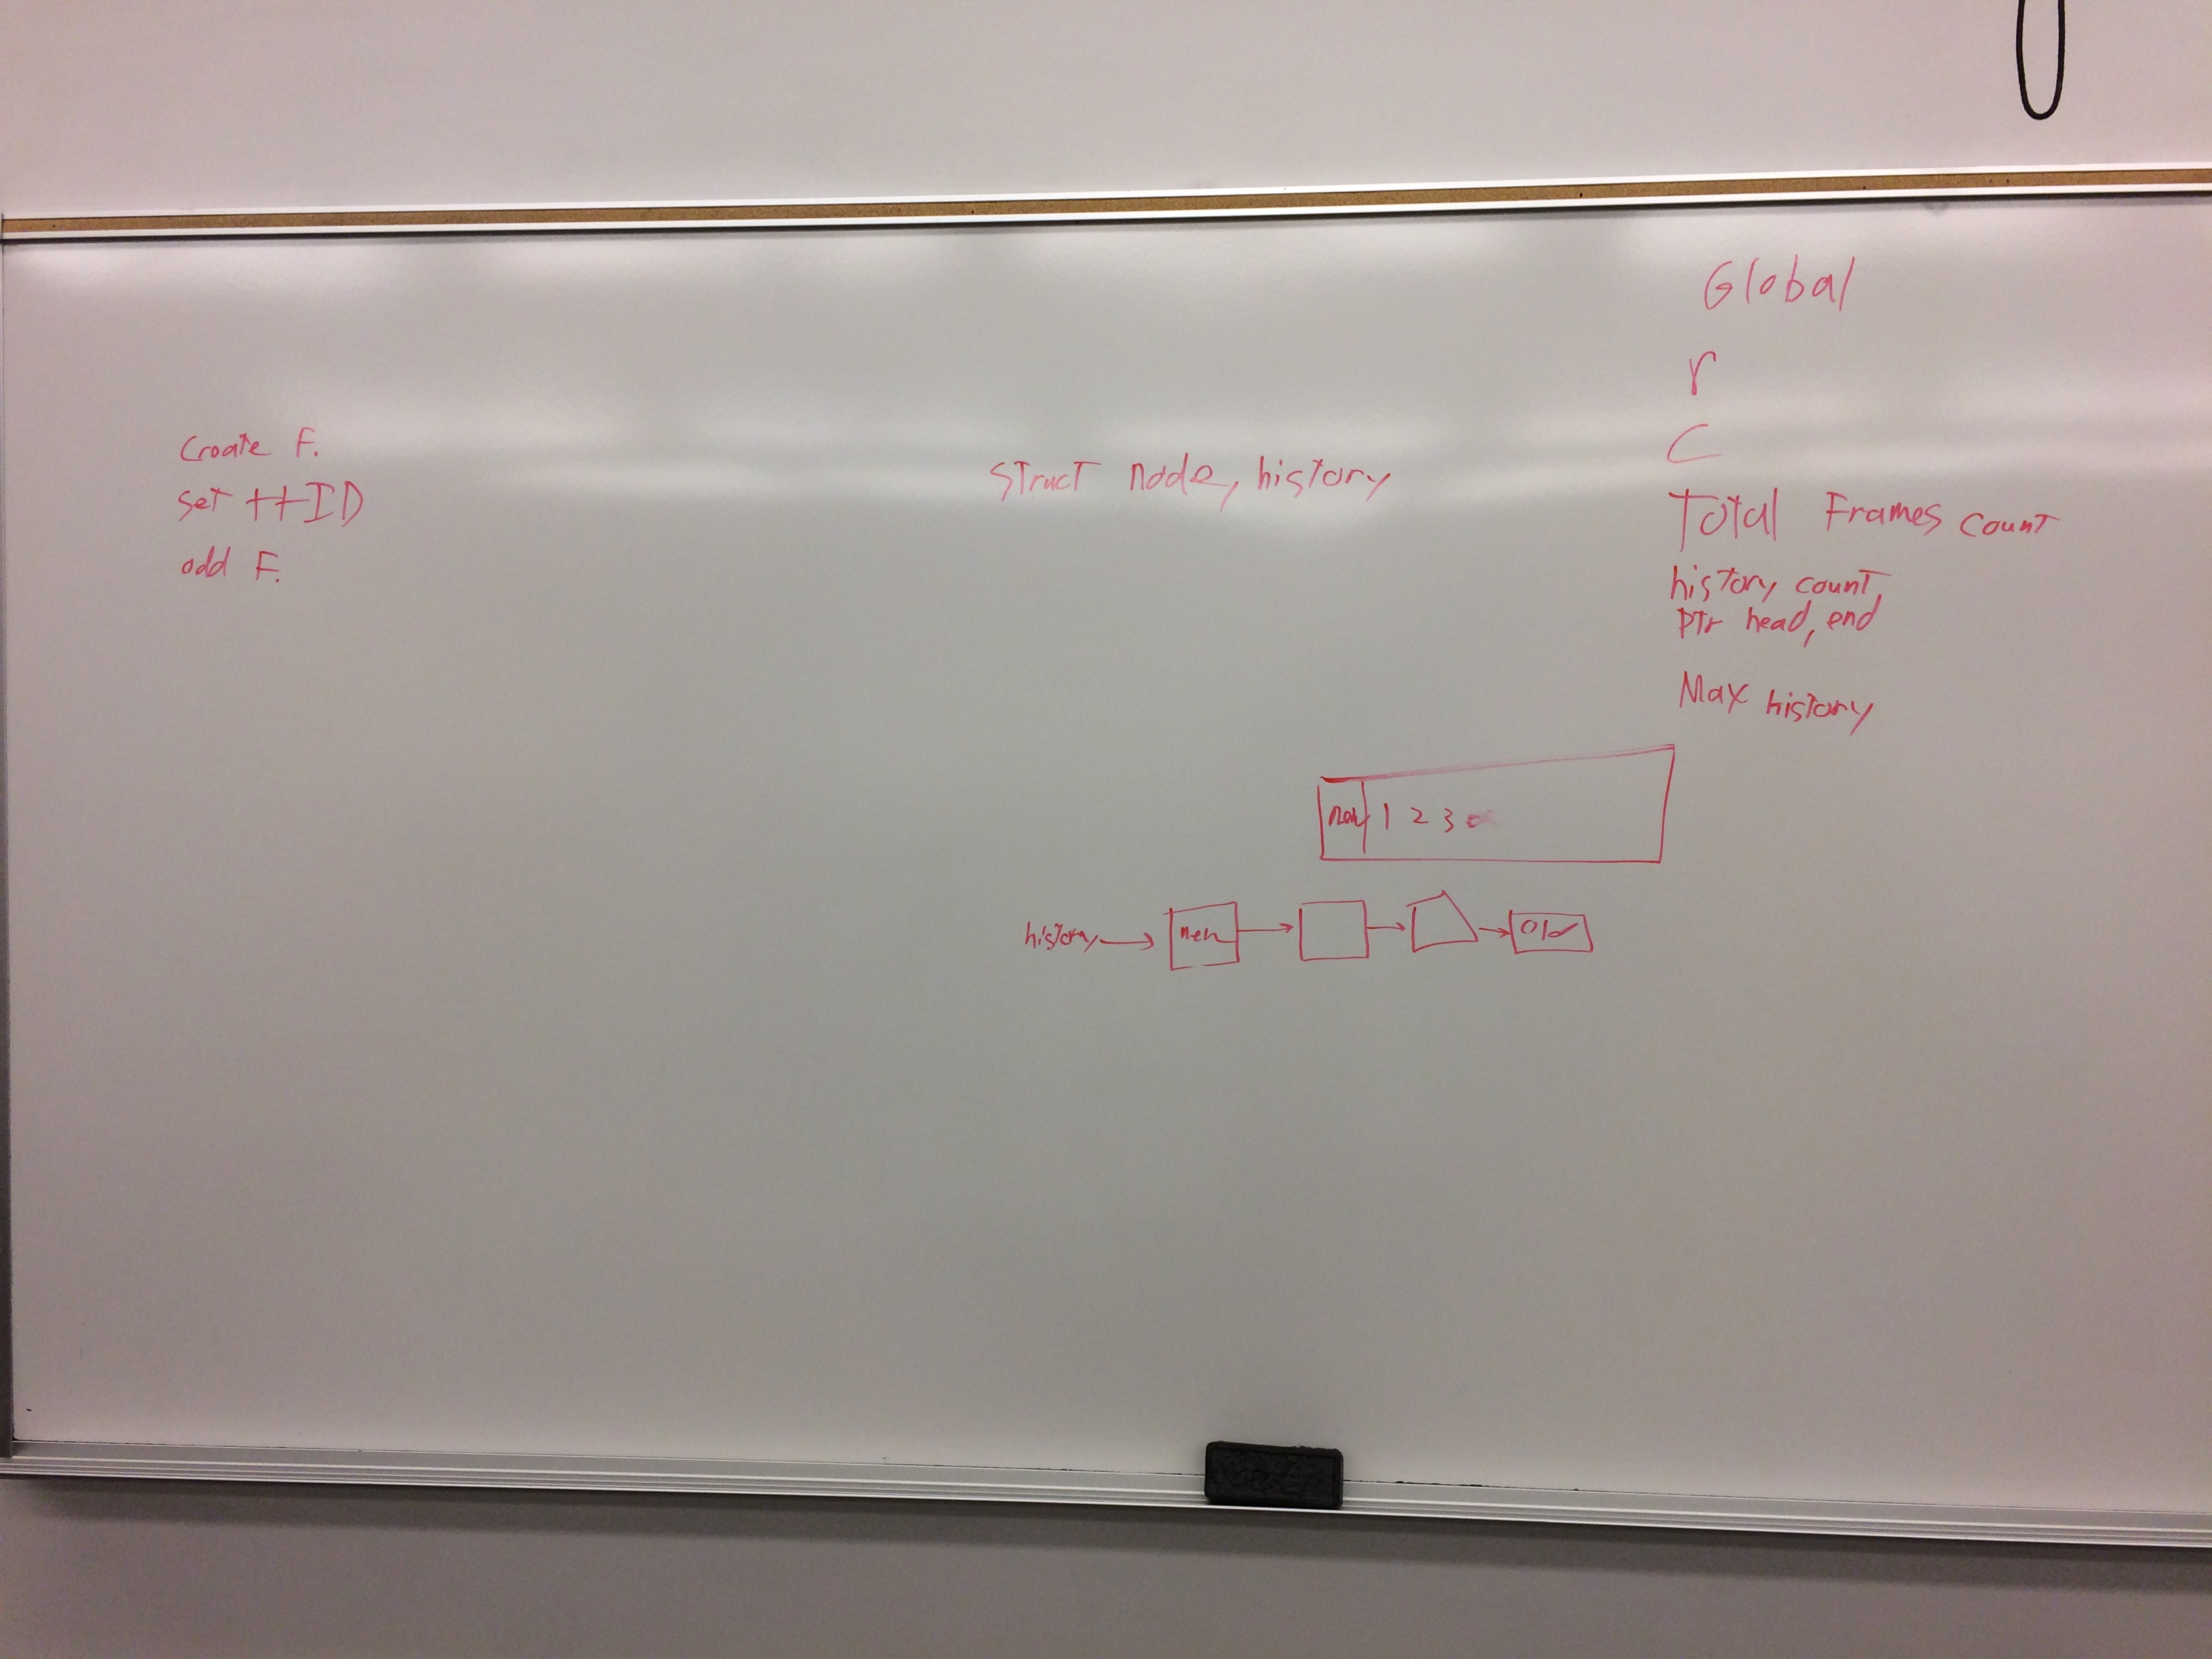 Create F.
set ++ID
add F.
struct node, history
Global
r
C
Total Frames count
history count,
Ptr head, end
Max history
new 1 2 3
history → new → → → old